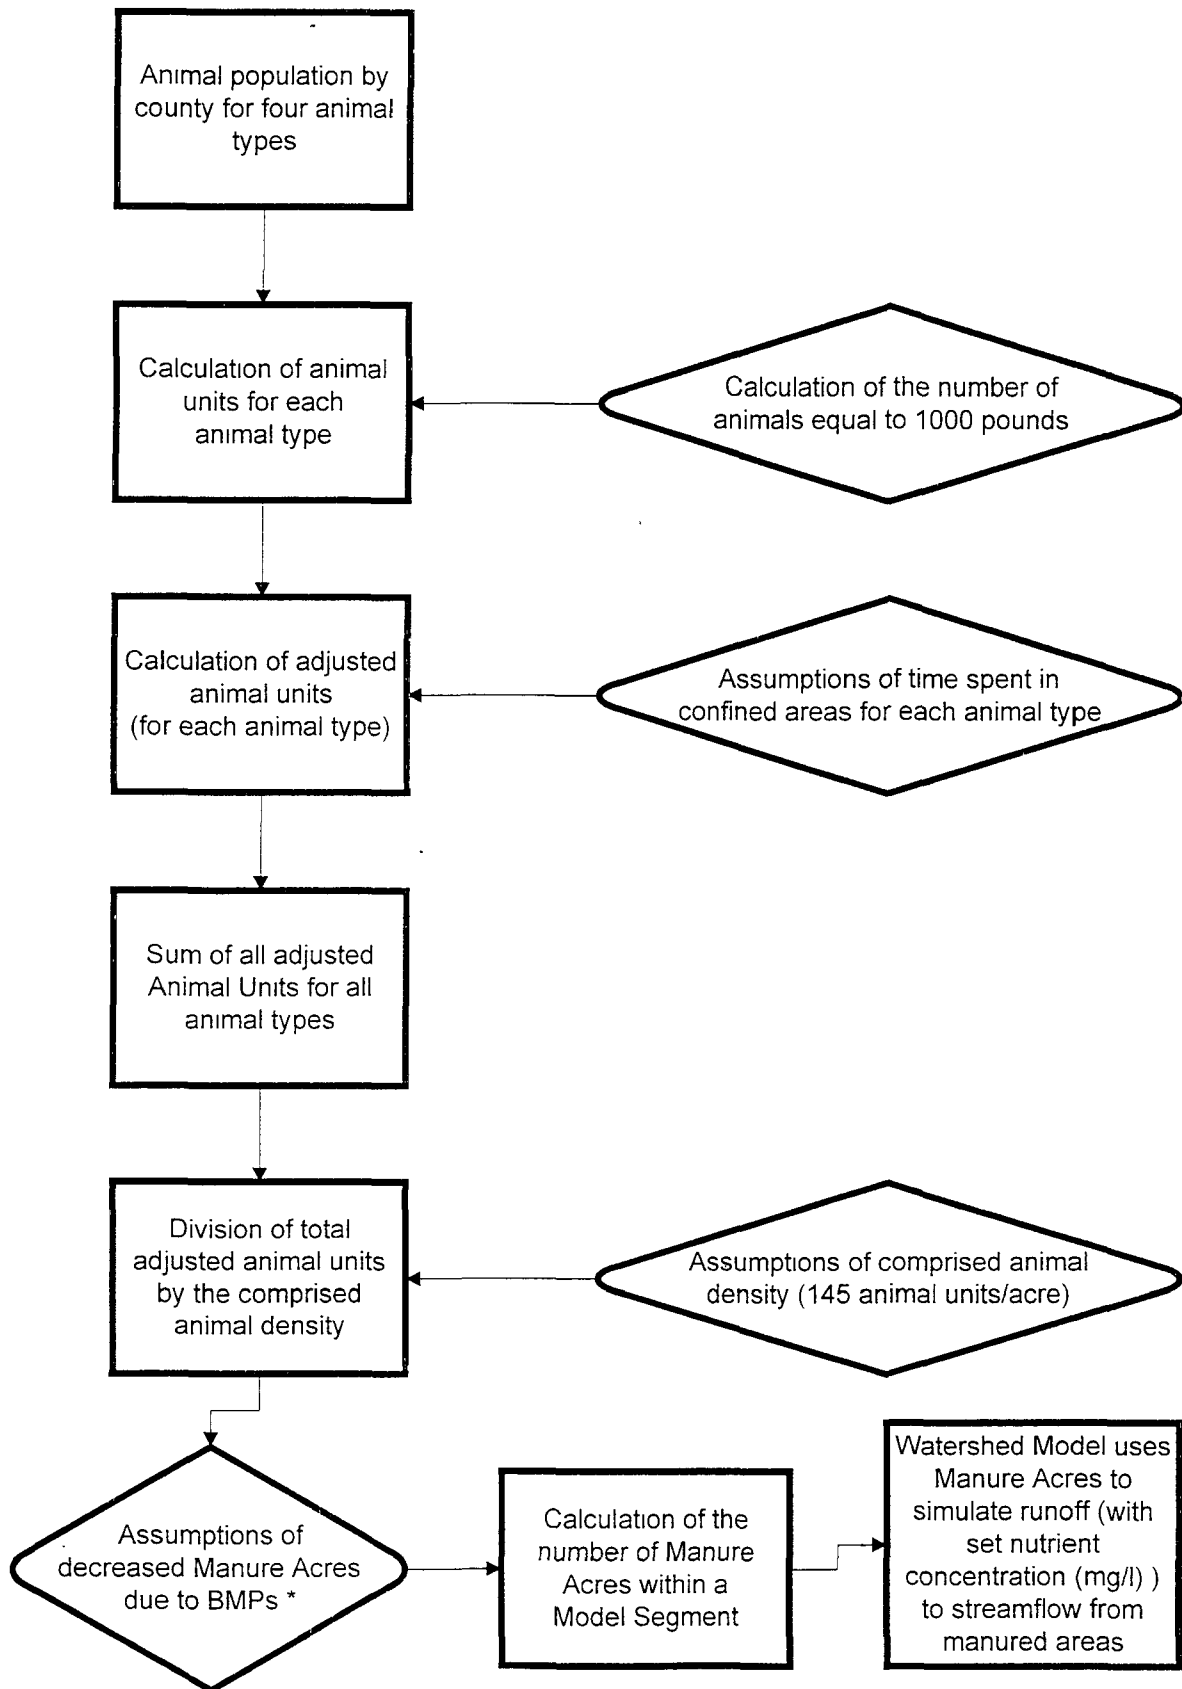 Animal population by
county for four animal
types
Calculation of animal
units for each
animal type
Calculation of the number of
animals equal to 1000 pounds
Calculation of adjusted
animal units
(for each animal type)
Assumptions of time spent in
confined areas for each animal type
Sum of all adjusted
Animal Units for all
animal types
Division of total
adjusted animal units
by the comprised
animal density
Assumptions of comprised animal
density (145 animal units/acre)
Assumptions of
decreased Manure Acres
due to BMPs *
Calculation of the
number of Manure
Acres within a
Model Segment
Watershed Model uses
Manure Acres to
simulate runoff (with
set nutrient
concentration (mg/l) )
to streamflow from
manured areas